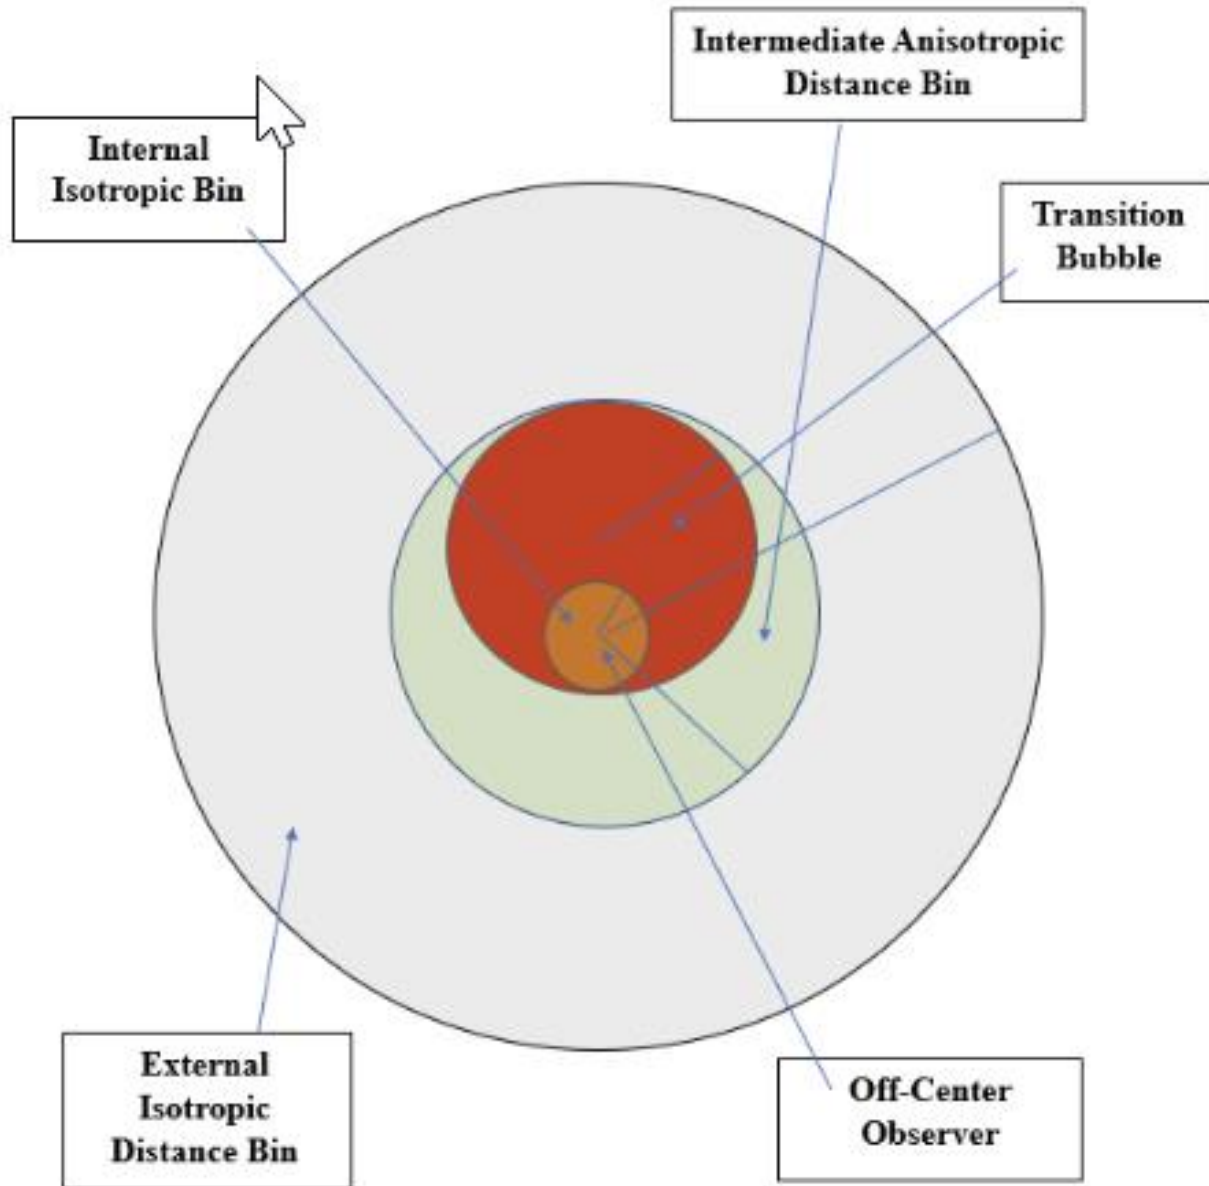 Intermediate Anisotropic
Distance Bin
Internal
Isotropic Bin
Transition
Bubble
External
Isotropic
Distance Bin
Off-Center
Observer